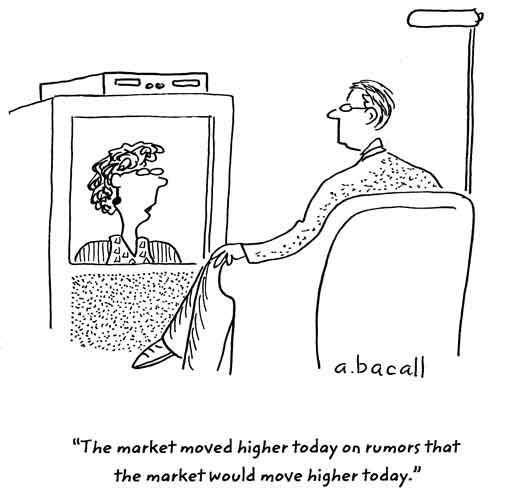 a.bacall
“The market moved higher today on rumors that
the market would move higher today.”